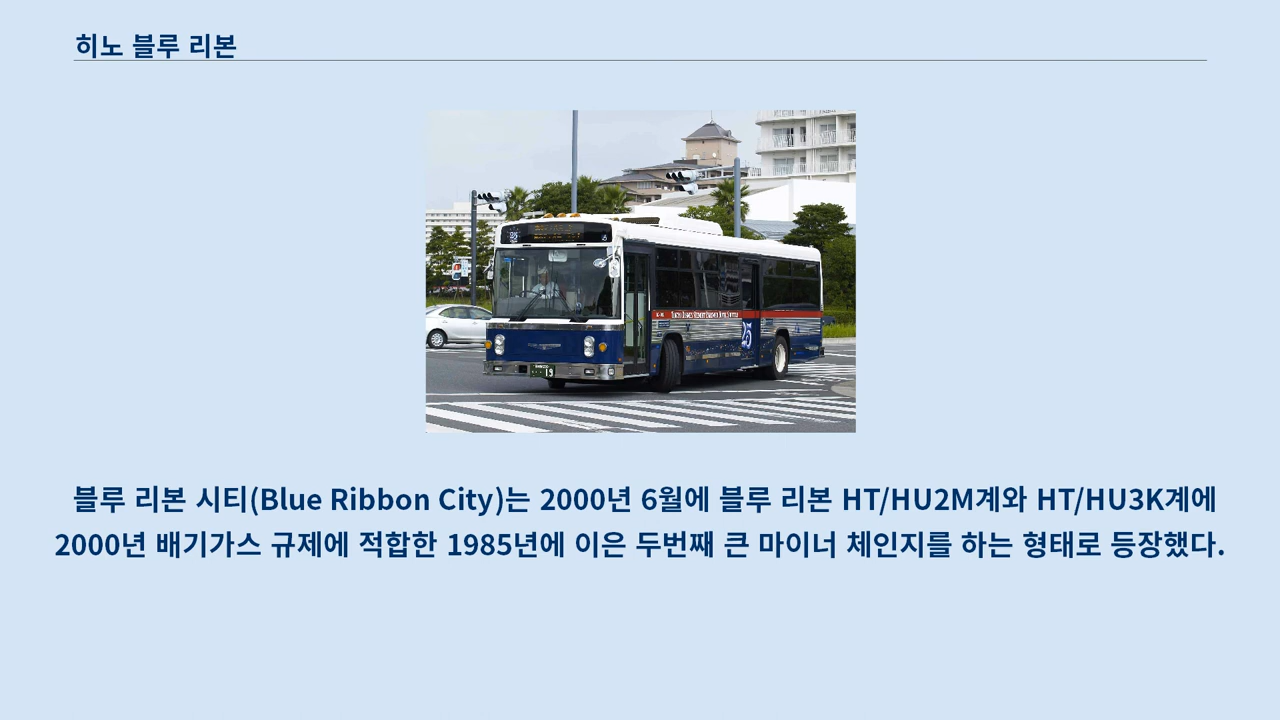 히노 블루 리본
25
19
블루 리본 시티(Blue Ribbon City)는 2000년 6월에 블루 리본 HT/HU2M계와 HT/HU3K계에
2000년 배기가스 규제에 적합한 1985년에 이은 두번째 큰 마이너 체인지를 하는 형태로 등장했다.